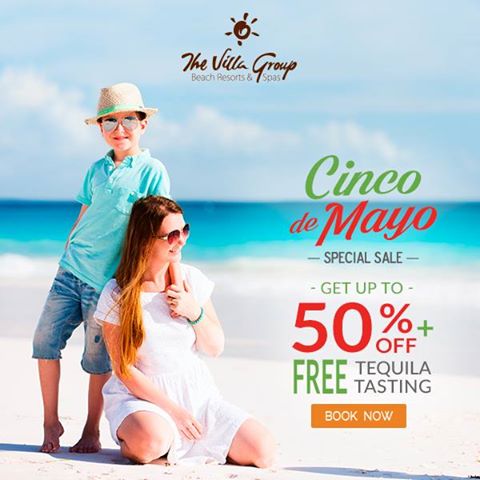 The Villa Group
Beach Resorts & Spas
Cinco
de Mayo
— SPECIAL SALE —
- GET UP TO -
50% OFF +
FREE TEQUILA TASTING
BOOK NOW